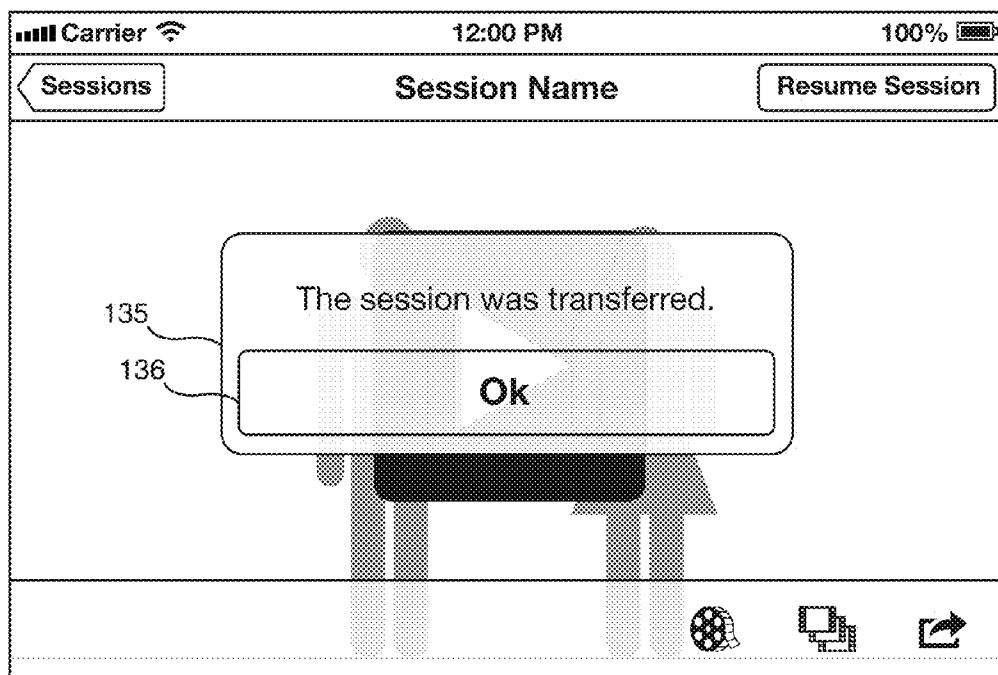 Carrier 12:00 PM 100%
Sessions Session Name Resume Session
The session was transferred.
135
136
Ok